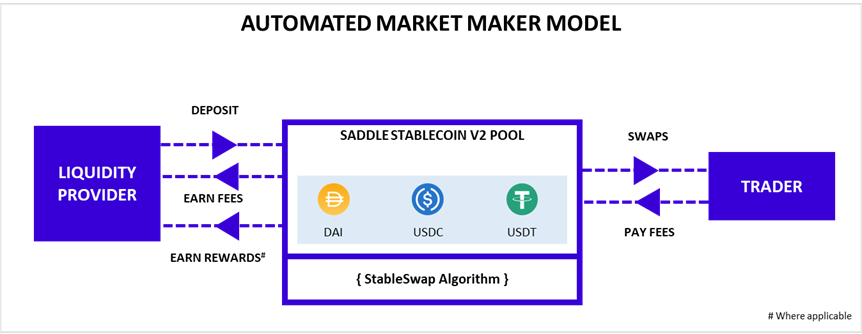 AUTOMATED MARKET MAKER MODEL
DEPOSIT
SADDLE STABLECOIN V2 POOL
SWAPS
LIQUIDITY
PROVIDER
TRADER
EARN FEES
DAI
USDC
USDT
PAY FEES
EARN REWARDS#
{ StableSwap Algorithm }
# Where applicable